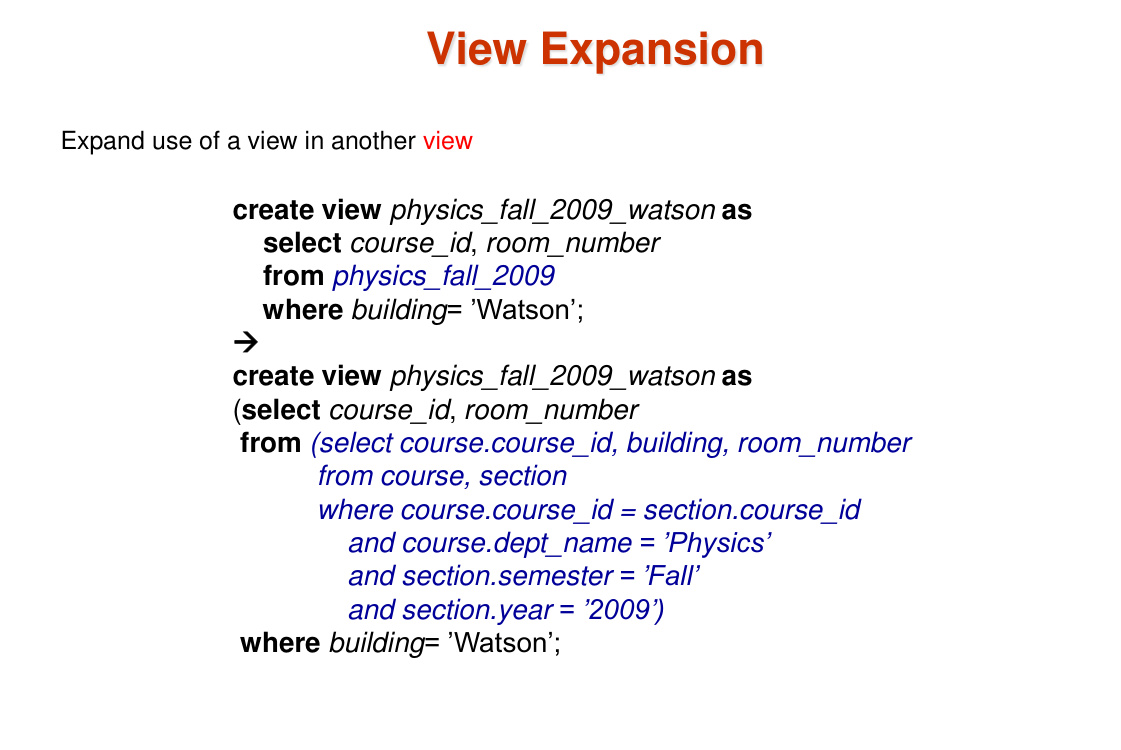 View Expansion
Expand use of a view in another view
create view physics_fall_2009_watson as
select course_id, room_number
from physics_fall_2009
where building= ’Watson’;
→
create view physics_fall_2009_watson as
(select course_id, room_number
from (select course.course_id, building, room_number
from course, section
where course.course_id = section.course_id
and course.dept_name = ’Physics’
and section.semester = ’Fall’
and section.year = ’2009’)
where building= ’Watson’;